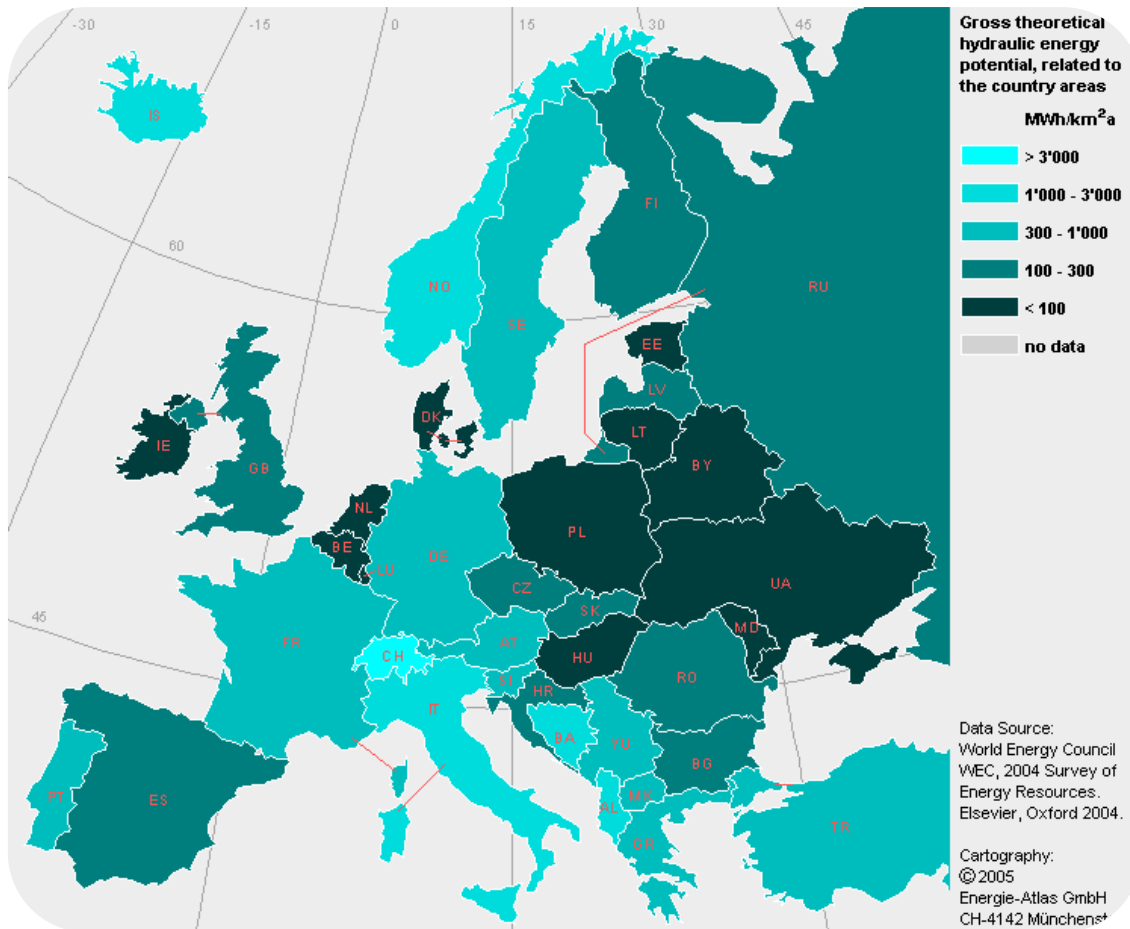 -30
-15
0
15
30
45
60
45
IS
NO
SE
FI
RU
EE
LV
LT
BY
DK
IE
GB
NL
BE
LU
DE
PL
UA
CZ
SK
MD
FR
CH
AT
HU
RO
SI
HR
IT
BA
YU
BG
PT
ES
AL
MK
GR
TR
Gross theoretical
hydraulic energy
potential, related to
the country areas
MWh/km²a
> 3'000
1'000 - 3'000
300 - 1'000
100 - 300
< 100
no data
Data Source:
World Energy Council
WEC, 2004 Survey of
Energy Resources.
Elsevier, Oxford 2004.
Cartography:
© 2005
Energie-Atlas GmbH
CH-4142